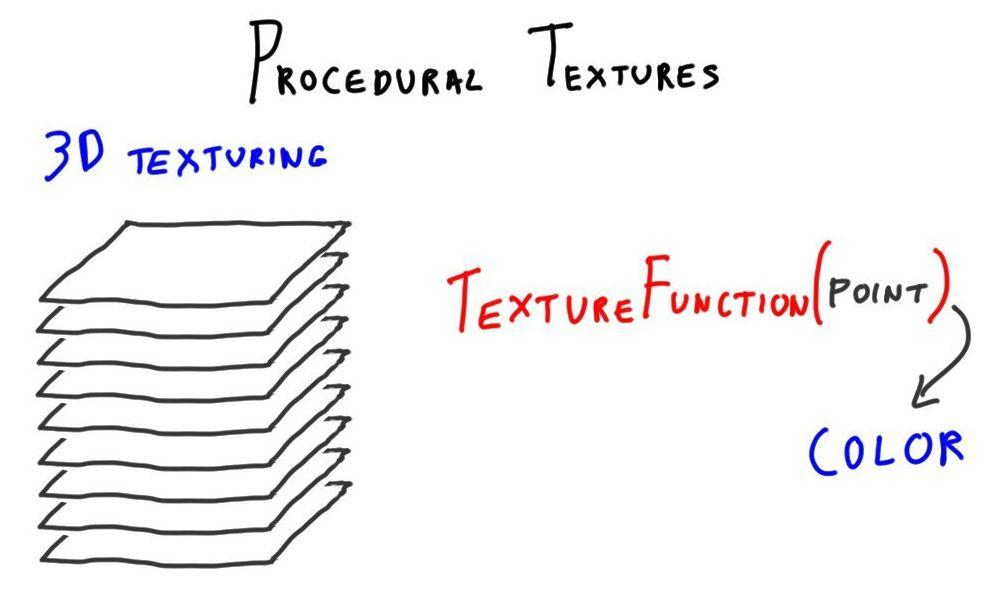 PROCEDURAL TEXTURES
3D TEXTURING
TEXTUREFUNCTION(POINT)
COLOR